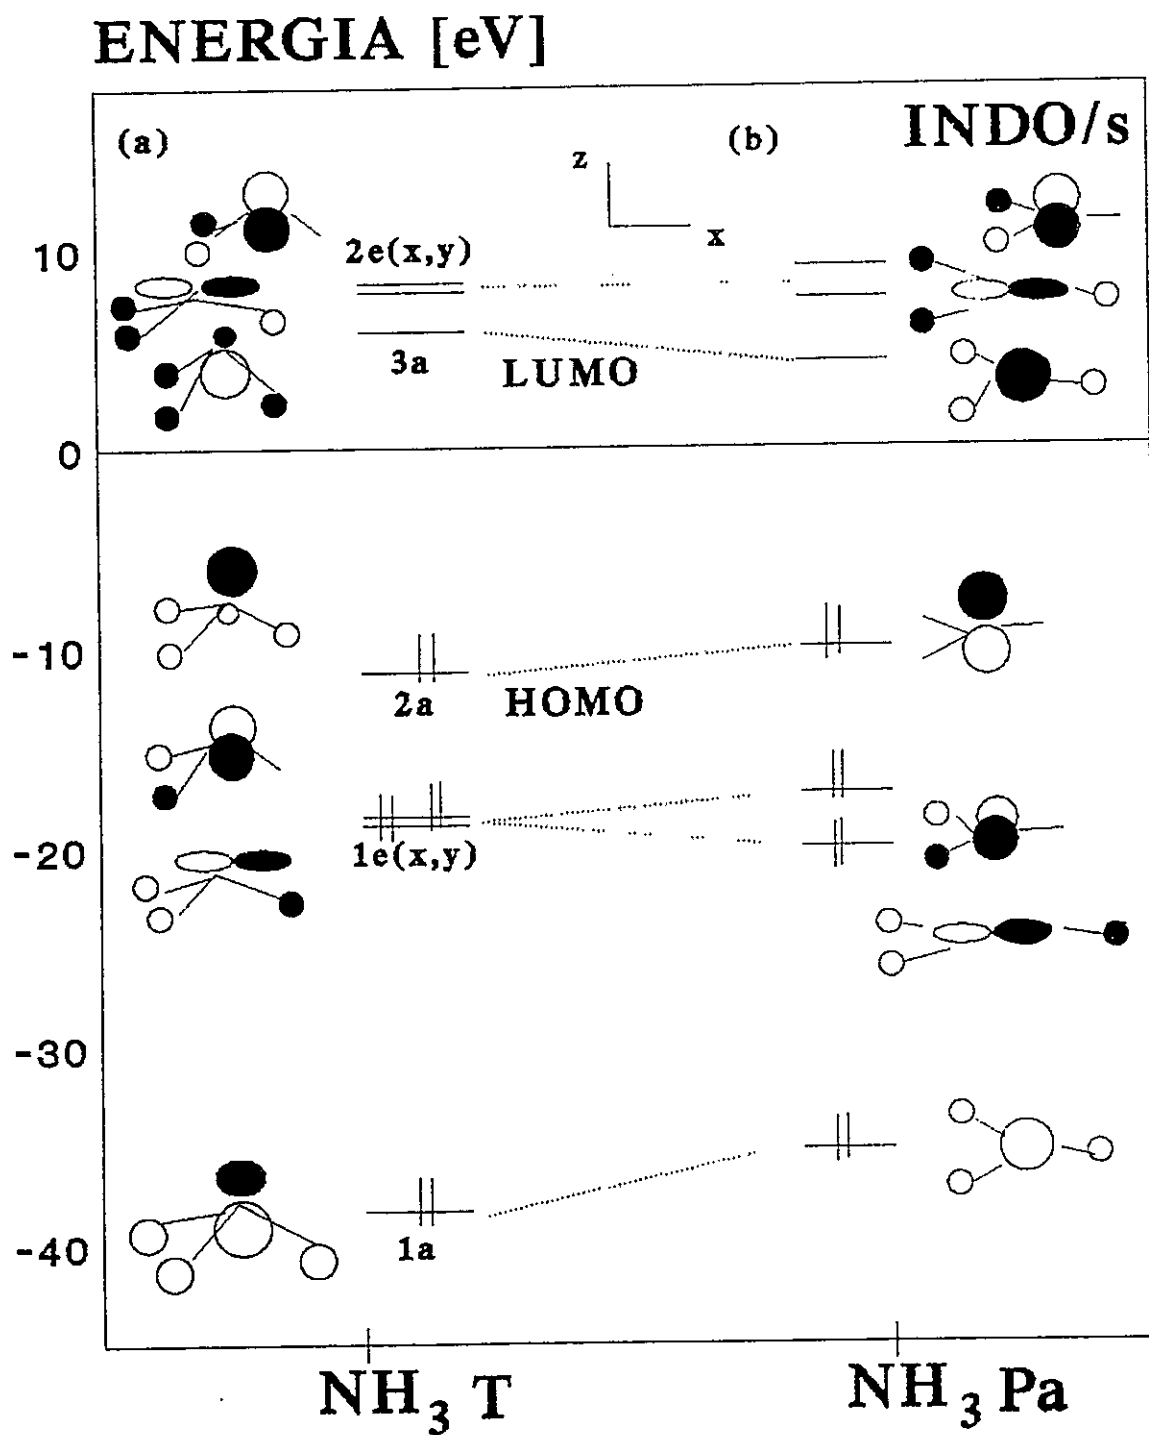 ENERGIA [eV]
(a)
(b)
INDO/s
z
x
10
2e(x,y)
3a
LUMO
0
-10
2a
HOMO
-20
1e(x,y)
-30
-40
1a
NH3 T
NH3 Pa